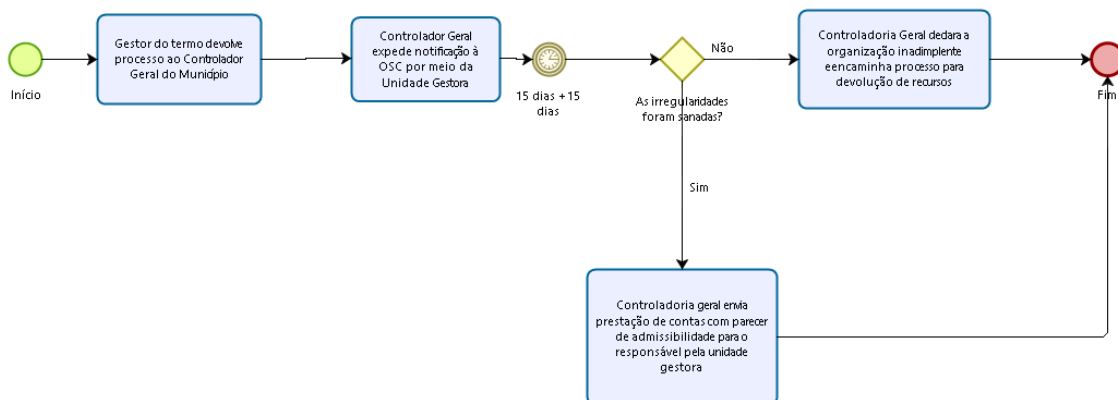 Início
Gestor do termo devolve
processo ao Controlador
Geral do Município
Controlador Geral
expede notificação à
OSC por meio da
Unidade Gestora
15 dias + 15
dias
As irregularidades
foram sanadas?
Não
Controladoria Geral declara a
organização inadimplente
eencaminha processo para
devolução de recursos
Fim
Sim
Controladoria geral envia
prestação de contas com parecer
de admissibilidade para o
responsável pela unidade
gestora